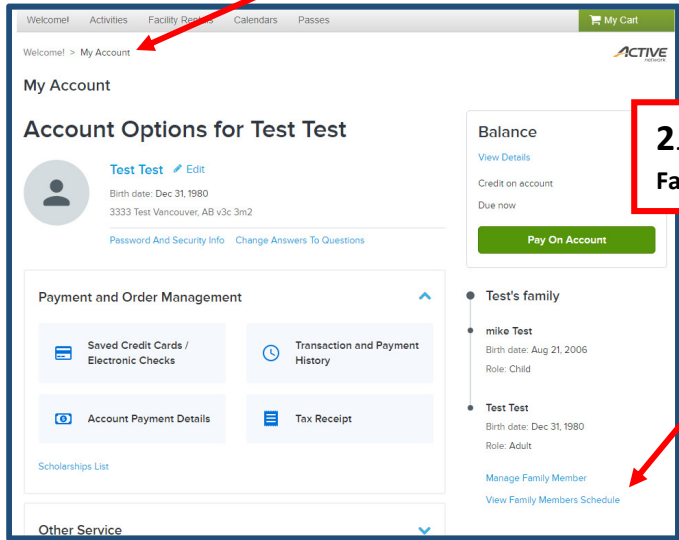 Welcome! Activities Facility Rentals Calendars Passes My Cart
Welcome! > My Account
ACTIVE
network
My Account
Account Options for Test Test
Test Test Edit
Birth date: Dec 31, 1980
3333 Test Vancouver, AB v3c 3m2
Password And Security Info Change Answers To Questions
Balance
View Details
Credit on account
Due now
Pay On Account
2.
Fa
Payment and Order Management
Saved Credit Cards /
Electronic Checks
Transaction and Payment
History
Account Payment Details
Tax Receipt
Scholarships List
Other Service
Test's family
mike Test
Birth date: Aug 21, 2006
Role: Child
Test Test
Birth date: Dec 31, 1980
Role: Adult
Manage Family Member
View Family Members Schedule